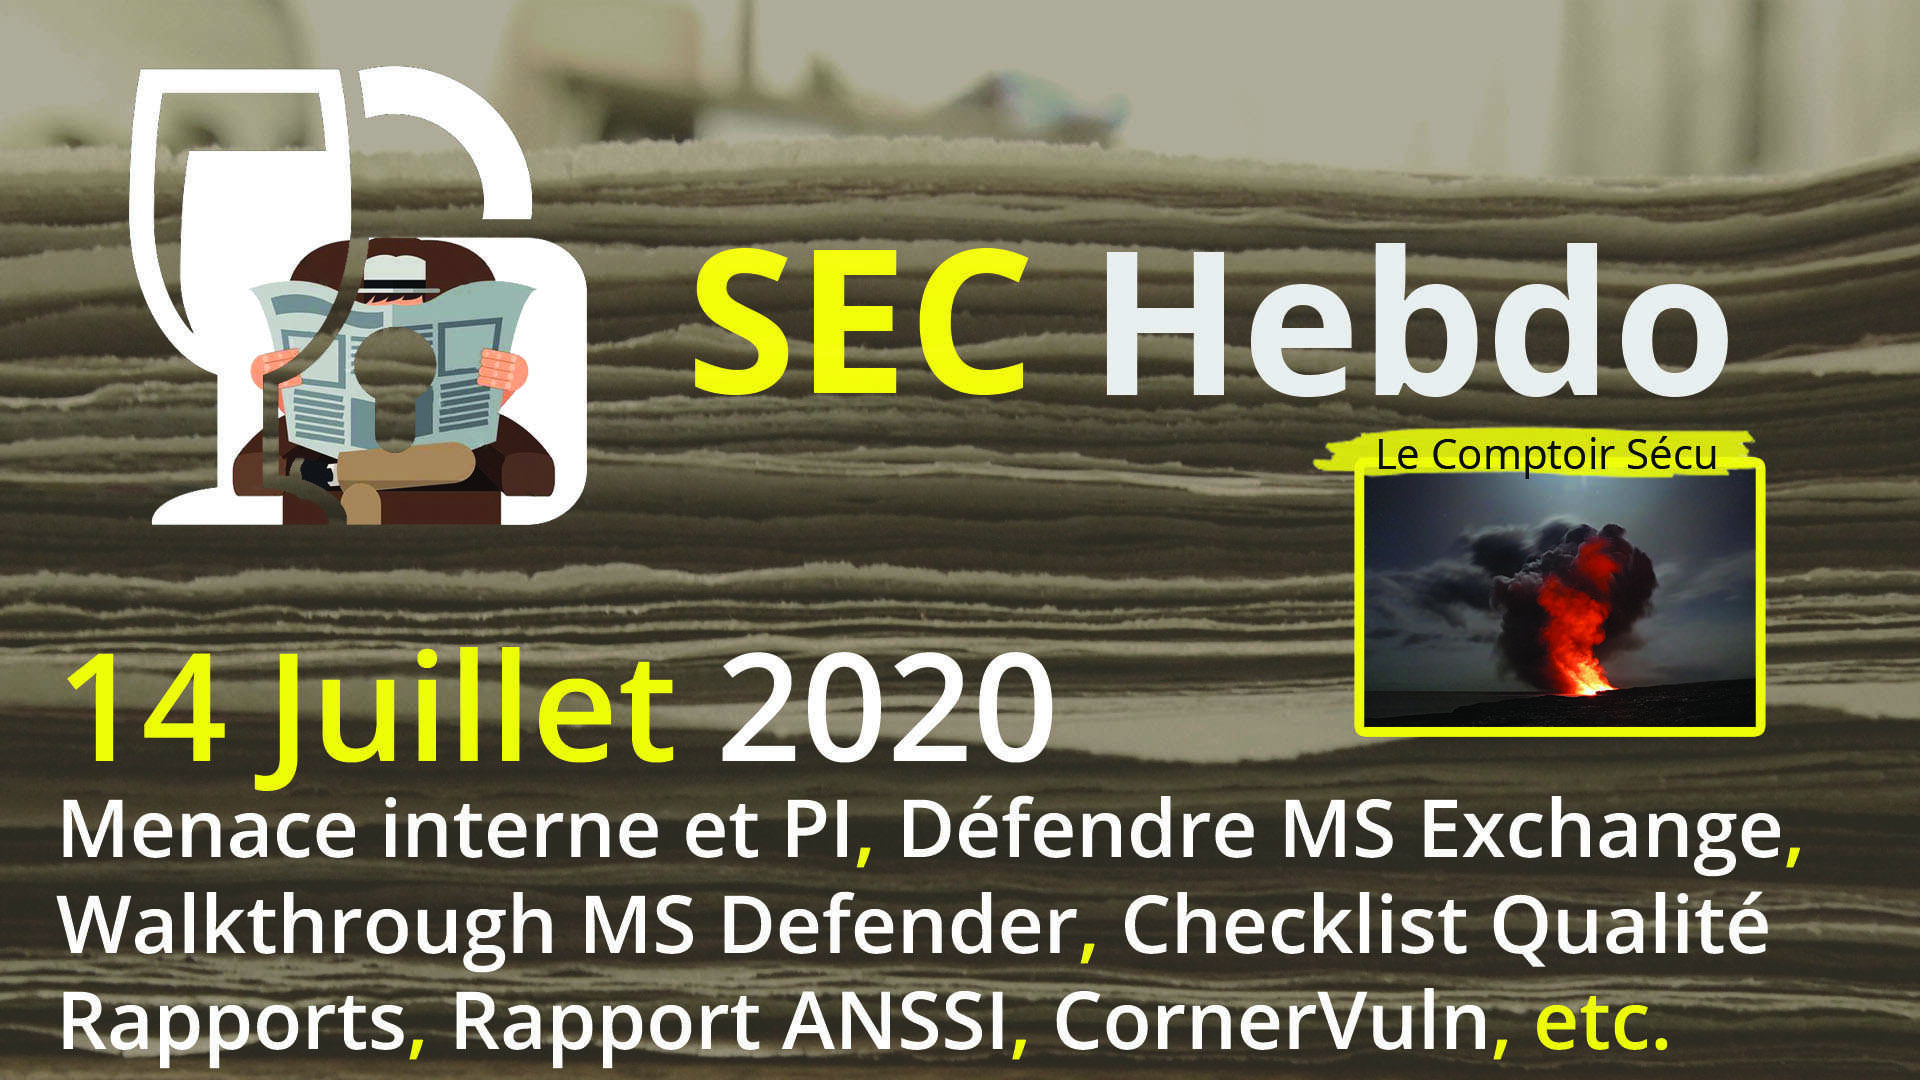 SEC Hebdo
Le Comptoir Sécu
14 Juillet 2020
Menace interne et PI, Défendre MS Exchange,
Walkthrough MS Defender, Checklist Qualité
Rapports, Rapport ANSSI, CornerVuln, etc.